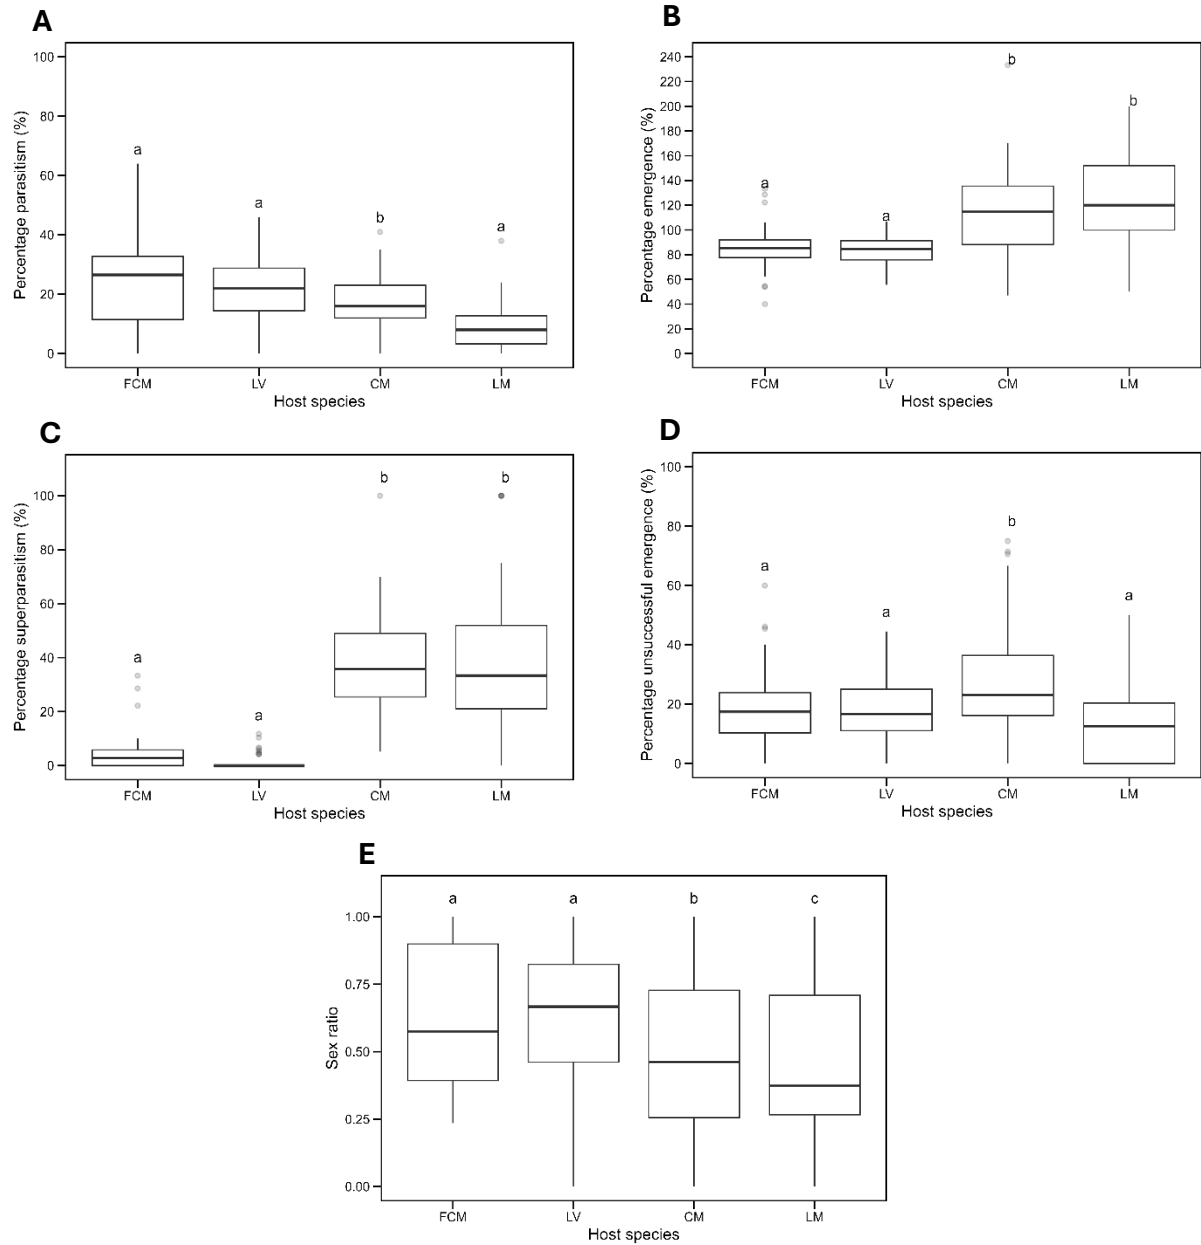 A
Percentage parasitism (%)
100
80
60
40
20
0
a
a
b
a
FCM LV CM LM
Host species
B
Percentage emergence (%)
240
220
200
180
160
140
120
100
80
60
40
20
0
a
a
b
b
FCM LV CM LM
Host species
C
Percentage superparasitism (%)
100
80
60
40
20
0
a
a
b
b
FCM LV CM LM
Host species
D
Percentage unsuccessful emergence (%)
100
80
60
40
20
0
a
a
b
a
FCM LV CM LM
Host species
E
Sex ratio
1.00
0.75
0.50
0.25
0.00
a
a
b
c
FCM LV CM LM
Host species